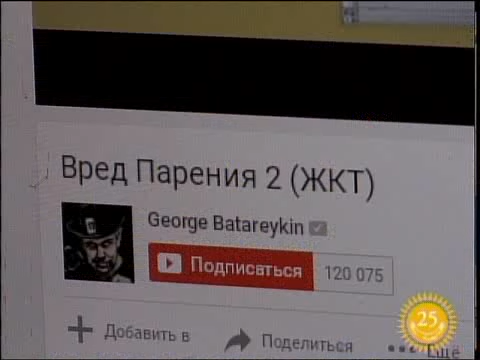 Вред Парения 2 (ЖКТ)
George Batareykin
Подписаться 120 075
Добавить в Поделиться Ещё
25